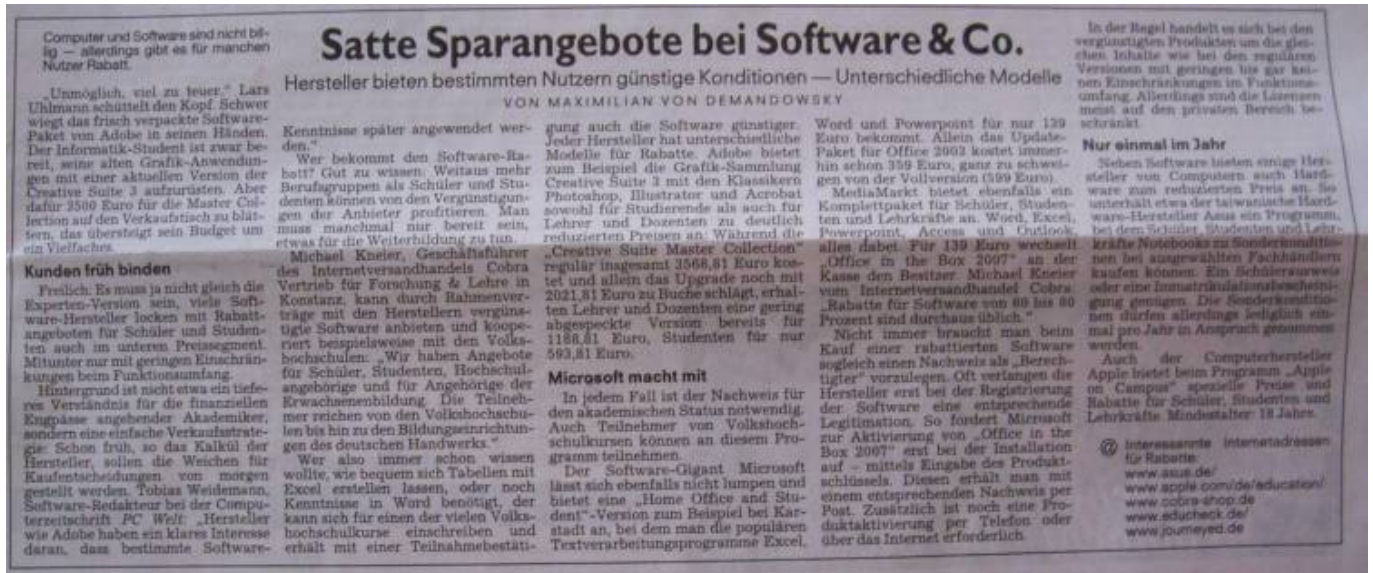 Computer und Software sind nicht bil-
lig — allerdings gibt es für manchen
Nutzer Rabatt.
Satte Sparangebote bei Software & Co.
Hersteller bieten bestimmten Nutzern günstige Konditionen — Unterschiedliche Modelle
VON MAXIMILIAN VON DEMANDOWSKY
„Unmöglich, viel zu teuer.“ Lars
Uhlmann schüttelt den Kopf. Schwer
wiegt das frisch verpackte Software-
Paket von Adobe in seinen Händen.
Der Informatik-Student ist zwar be-
reit, seine alten Grafik-Anwendun-
gen mit einer aktuellen Version der
Creative Suite 3 aufzurüsten. Aber
dafür 3500 Euro für die Master Col-
lection auf den Verkaufstisch zu blät-
tern, das übersteigt sein Budget um
ein Vielfaches.
Kunden früh binden
Freilich: Es muss ja nicht gleich die
Experten-Version sein, viele Soft-
ware-Hersteller locken mit Rabatt-
angeboten für Schüler und Studen-
ten auch im unteren Preissegment.
Mitunter nur mit geringen Einschrän-
kungen beim Funktionsumfang.
Hintergrund ist nicht etwa ein tiefe-
res Verständnis für die finanziellen
Engpässe angehender Akademiker,
sondern eine einfache Verkaufsstrate-
gie: Schon früh, so das Kalkül der
Hersteller, sollen die Weichen für
Kaufentscheidungen von morgen
gestellt werden. Tobias Weidemann,
Software-Redakteur bei der Compu-
terzeitschrift PC Welt: „Hersteller
wie Adobe haben ein klares Interesse
daran, dass bestimmte Software-
Kenntnisse später angewendet wer-
den.“
Wer bekommt den Software-Ra-
batt? Gut zu wissen: Weitaus mehr
Berufsgruppen als Schüler und Stu-
denten können von den Vergünstigun-
gen der Anbieter profitieren. Man
muss manchmal nur bereit sein,
etwas für die Weiterbildung zu tun.
Michael Kneier, Geschäftsführer
des Internetversandhandels Cobra
Vertrieb für Forschung & Lehre in
Konstanz, kann durch Rahmenver-
träge mit den Herstellern vergüns-
tigte Software anbieten und koope-
riert beispielsweise mit den Volks-
hochschulen: „Wir haben Angebote
für Schüler, Studenten, Hochschul-
angehörige und für Angehörige der
Erwachsenenbildung. Die Teilneh-
mer reichen von den Volkshochschu-
len bis hin zu den Bildungseinrichtun-
gen des deutschen Handwerks.“
Wer also immer schon wissen
wollte, wie bequem sich Tabellen mit
Excel erstellen lassen, oder noch
Kenntnisse in Word benötigt, der
kann sich für einen der vielen Volks-
hochschulkurse einschreiben und
erhält mit einer Teilnahmebestäti-
gung auch die Software günstiger.
Jeder Hersteller hat unterschiedliche
Modelle für Rabatte. Adobe bietet
zum Beispiel die Grafik-Sammlung
Creative Suite 3 mit den Klassikern
Photoshop, Illustrator und Acrobat
sowohl für Studierende als auch für
Lehrer und Dozenten zu deutlich
reduzierten Preisen an: Während die
„Creative Suite Master Collection“
regulär insgesamt 3568,81 Euro kos-
tet und allein das Upgrade noch mit
2021,81 Euro zu Buche schlägt, erhal-
ten Lehrer und Dozenten eine gering
abgespeckte Version bereits für
1188,81 Euro, Studenten für nur
593,81 Euro.
Microsoft macht mit
In jedem Fall ist der Nachweis für
den akademischen Status notwendig.
Auch Teilnehmer von Volkshoch-
schulkursen können an diesem Pro-
gramm teilnehmen.
Der Software-Gigant Microsoft
lässt sich ebenfalls nicht lumpen und
bietet eine „Home Office and Stu-
dent“-Version zum Beispiel bei Kar-
stadt an, bei dem man die populären
Textverarbeitungsprogramme Excel,
Word und Powerpoint für nur 139
Euro bekommt. Allein das Update-
Paket für Office 2003 kostet immer-
hin schon 359 Euro, ganz zu schwei-
gen von der Vollversion (599 Euro).
MediaMarkt bietet ebenfalls ein
Komplettpaket für Schüler, Studen-
ten und Lehrkräfte an. Word, Excel,
Powerpoint, Access und Outlook,
alles dabei. Für 139 Euro wechselt
„Office in the Box 2007“ an der
Kasse den Besitzer. Michael Kneier
vom Internetversandhandel Cobra:
„Rabatte für Software von 60 bis 80
Prozent sind durchaus üblich.“
Nicht immer braucht man beim
Kauf einer rabattierten Software
sogleich einen Nachweis als „Berech-
tigter“ vorzulegen. Oft verlangen die
Hersteller erst bei der Registrierung
der Software eine entsprechende
Legitimation. So fordert Microsoft
zur Aktivierung von „Office in the
Box 2007“ erst bei der Installation
auf – mittels Eingabe des Produkt-
schlüssels. Diesen erhält man mit
einem entsprechenden Nachweis per
Post. Zusätzlich ist noch eine Pro-
duktaktivierung per Telefon oder
über das Internet erforderlich.
In der Regel handelt es sich bei den
vergünstigten Produkten um die glei-
chen Inhalte wie bei den regulären
Versionen mit geringen bis gar kei-
nen Einschränkungen im Funktions-
umfang. Allerdings sind die Lizenzen
meist auf den privaten Bereich be-
schränkt.
Nur einmal im Jahr
Neben Software bieten einige Her-
steller von Computern auch Hard-
ware zum reduzierten Preis an. So
unterhält etwa der taiwanische Hard-
ware-Hersteller Asus ein Programm,
bei dem Schüler, Studenten und Lehr-
kräfte Notebooks zu Sonderkonditio-
nen bei ausgewählten Fachhändlern
kaufen können. Ein Schülerausweis
oder eine Immatrikulationsbescheini-
gung genügen. Die Sonderkonditio-
nen dürfen allerdings lediglich ein-
mal pro Jahr in Anspruch genommen
werden.
Auch der Computerhersteller
Apple bietet beim Programm „Apple
on Campus“ spezielle Preise und
Rabatte für Schüler, Studenten und
Lehrkräfte. Mindestalter: 18 Jahre.
@ Interessante Internetadressen
für Rabatte:
www.asus.de/
www.apple.com/de/education/
www.cobra-shop.de
www.educheck.de/
www.journeyed.de